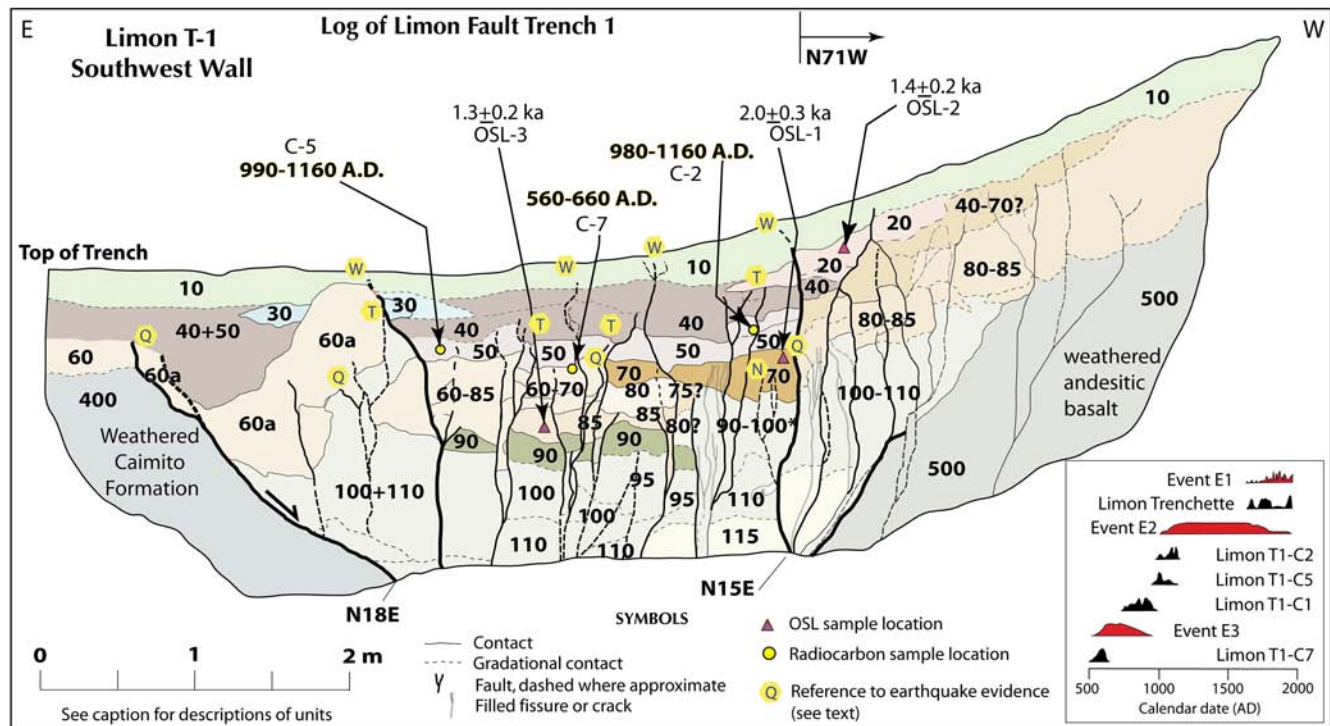 E
Limon T-1
Southwest Wall
Log of Limon Fault Trench 1
N71W
W
1.3±0.2 ka
OSL-3
2.0±0.3 ka
OSL-1
1.4±0.2 ka
OSL-2
C-5
990-1160 A.D.
980-1160 A.D.
C-2
560-660 A.D.
C-7
Top of Trench
10
10
10
W
W
W
W
T
T
T
T
Q
Q
Q
Q
N
30
30
40+50
60
60a
60a
60a
400
Weathered
Caimito
Formation
40
40
40
50
50
50
50
20
20
40-70?
80-85
80-85
60-85
60-70
70
70
80
75?
85
85
80?
90
90
90
90-100*
95
95
100+110
100
100
110
110
110
115
100-110
500
500
weathered
andesitic
basalt
N18E
N15E
0
1
2 m
See caption for descriptions of units
SYMBOLS
Contact
Gradational contact
Fault, dashed where approximate
Filled fissure or crack
OSL sample location
Radiocarbon sample location
Q
Reference to earthquake evidence
(see text)
Event E1
Limon Trenchette
Event E2
Limon T1-C2
Limon T1-C5
Limon T1-C1
Event E3
Limon T1-C7
500
1000
1500
2000
Calendar date (AD)